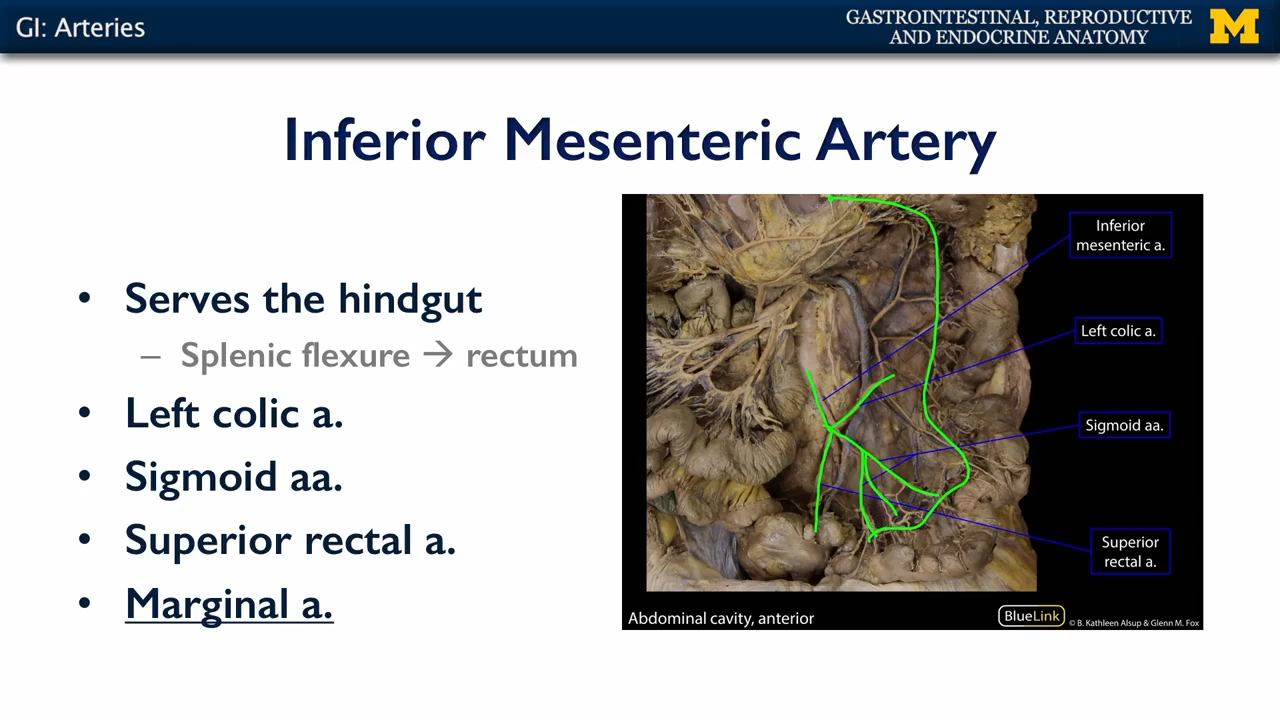 GI: Arteries
GASTROINTESTINAL, REPRODUCTIVE
AND ENDOCRINE ANATOMY
M
Inferior Mesenteric Artery
• Serves the hindgut
– Splenic flexure → rectum
• Left colic a.
• Sigmoid aa.
• Superior rectal a.
• Marginal a.
Inferior
mesenteric a.
Left colic a.
Sigmoid aa.
Superior
rectal a.
Abdominal cavity, anterior
BlueLink
© B. Kathleen Alsup & Glenn M. Fox